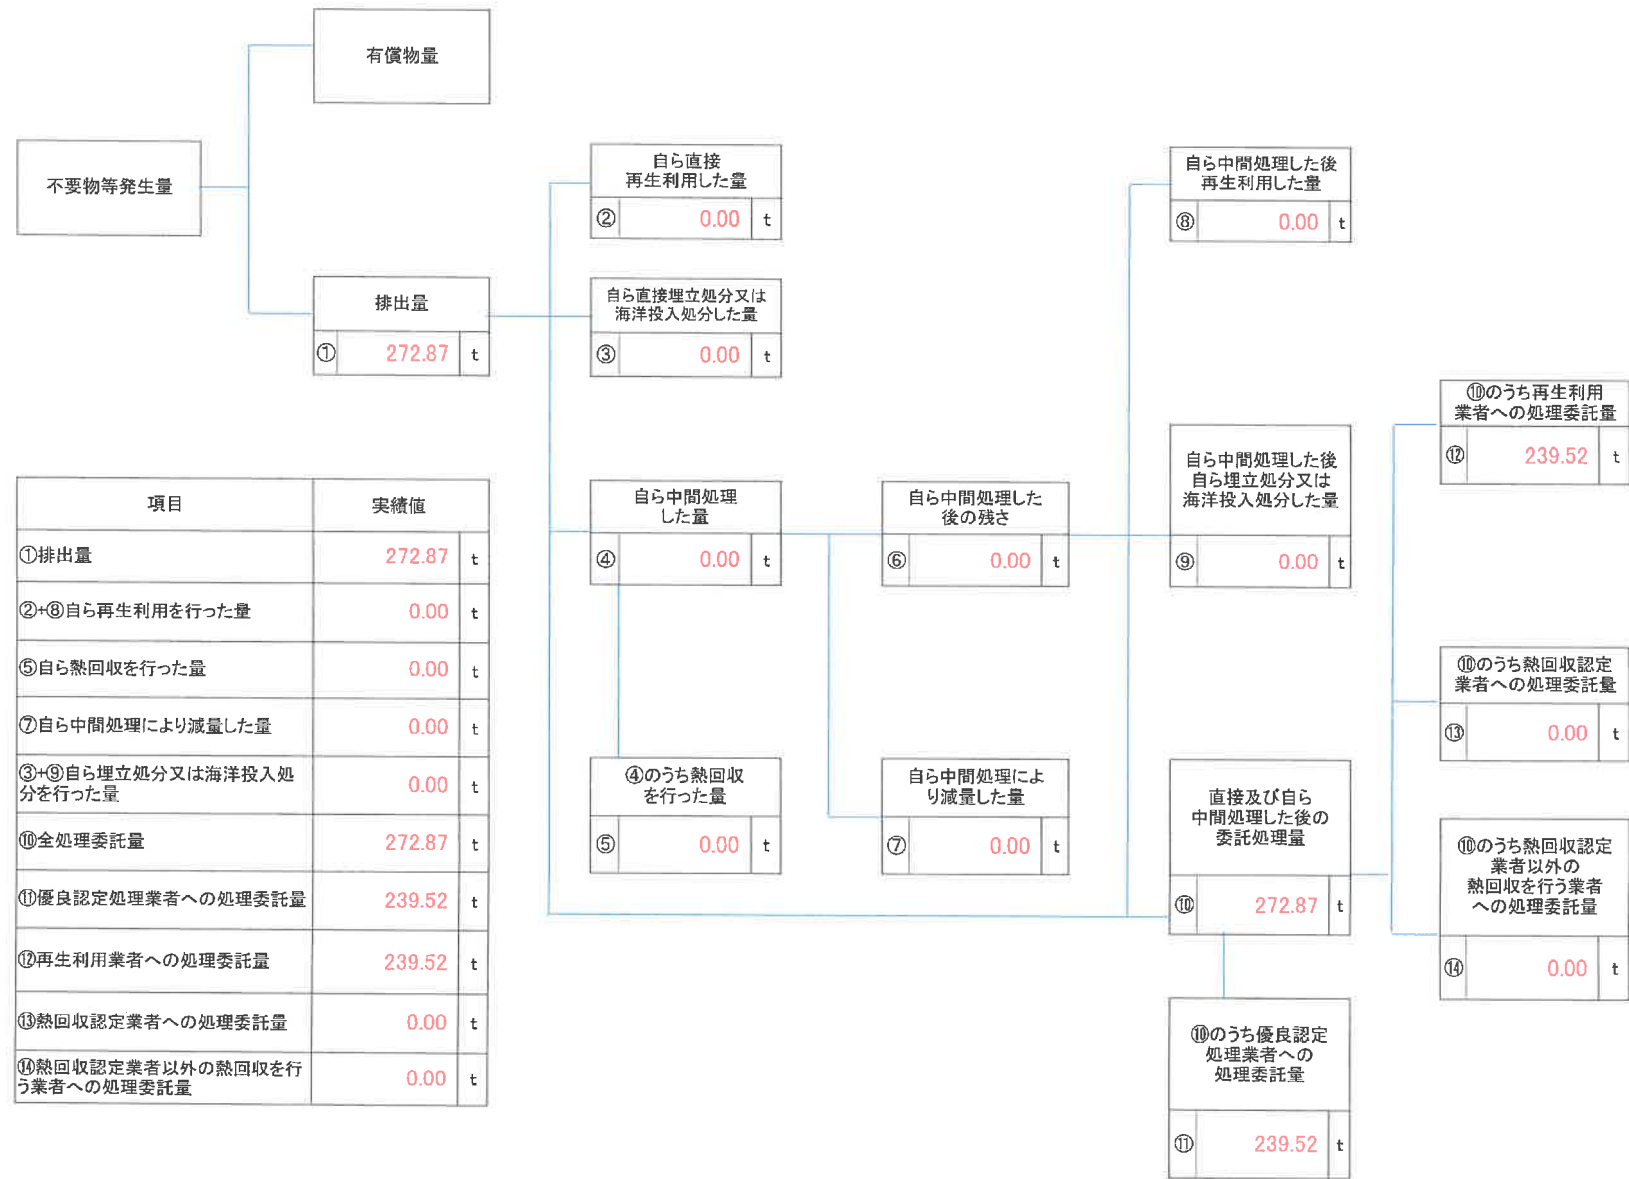 有償物量
不要物等発生量
排出量
① 272.87 t
自ら直接
再生利用した量
② 0.00 t
自ら直接埋立処分又は
海洋投入処分した量
③ 0.00 t
自ら中間処理
した量
④ 0.00 t
④のうち熱回収
を行った量
⑤ 0.00 t
自ら中間処理した
後の残さ
⑥ 0.00 t
自ら中間処理によ
り減量した量
⑦ 0.00 t
自ら中間処理した後
再生利用した量
⑧ 0.00 t
自ら中間処理した後
自ら埋立処分又は
海洋投入処分した量
⑨ 0.00 t
直接及び自ら
中間処理した後の
委託処理量
⑩ 272.87 t
⑩のうち優良認定
処理業者への
処理委託量
⑪ 239.52 t
⑩のうち再生利用
業者への処理委託量
⑫ 239.52 t
⑩のうち熱回収認定
業者への処理委託量
⑬ 0.00 t
⑩のうち熱回収認定
業者以外の
熱回収を行う業者
への処理委託量
⑭ 0.00 t
項目 実績値
①排出量 272.87 t
②+⑧自ら再生利用を行った量 0.00 t
⑤自ら熱回収を行った量 0.00 t
⑦自ら中間処理により減量した量 0.00 t
③+⑨自ら埋立処分又は海洋投入処
分を行った量 0.00 t
⑩全処理委託量 272.87 t
⑪優良認定処理業者への処理委託量 239.52 t
⑫再生利用業者への処理委託量 239.52 t
⑬熱回収認定業者への処理委託量 0.00 t
⑭熱回収認定業者以外の熱回収を行
う業者への処理委託量 0.00 t